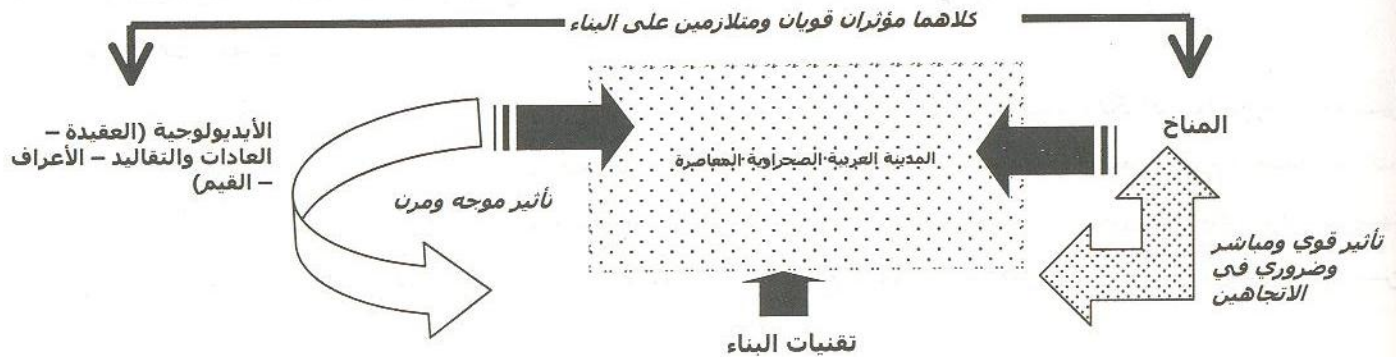 كلاهما مؤثران قويان ومتلازمين على البناء
المناخ
الأيديولوجية (العقيدة –
العادات والتقاليد – الأعراف
– القيم)
المدينة العربية الصحراوية المعاصرة
تأثير موجه ومرن
تأثير قوي ومباشر
وضروري في
الاتجاهين
تقنيات البناء